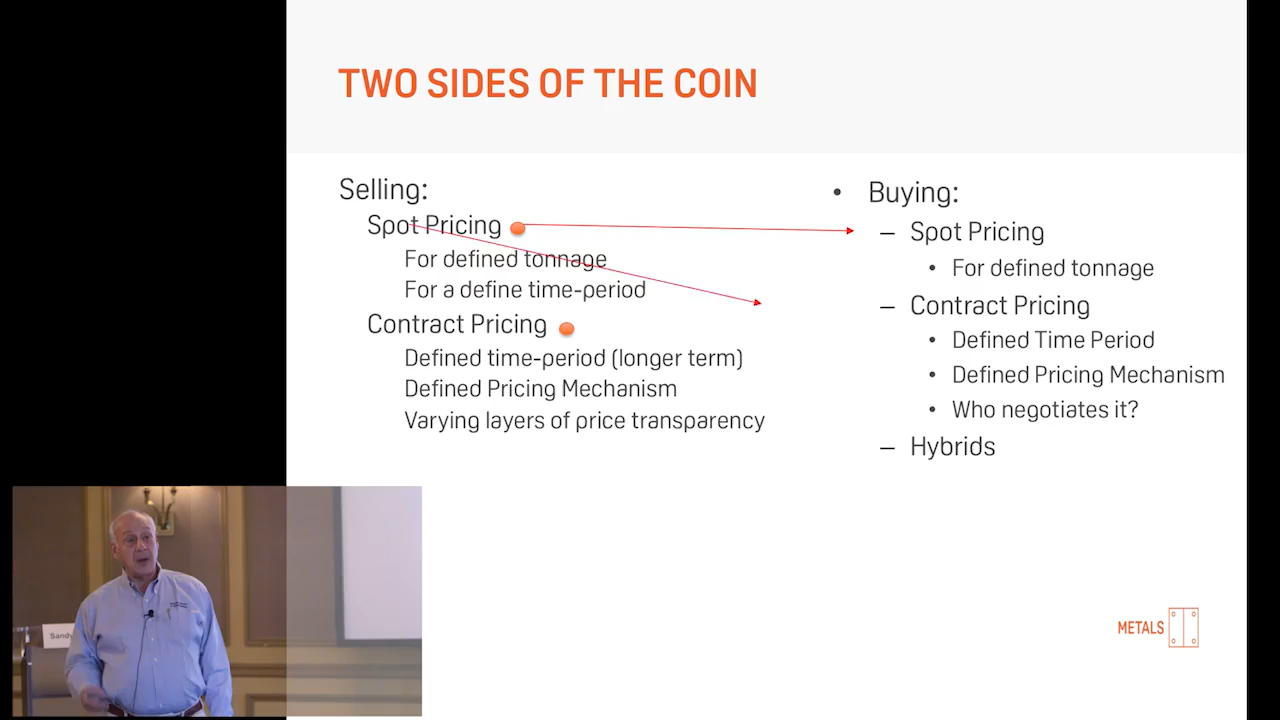 TWO SIDES OF THE COIN
Selling:
Spot Pricing
For defined tonnage
For a define time-period
Contract Pricing
Defined time-period (longer term)
Defined Pricing Mechanism
Varying layers of price transparency
• Buying:
– Spot Pricing
• For defined tonnage
– Contract Pricing
• Defined Time Period
• Defined Pricing Mechanism
• Who negotiates it?
– Hybrids
METALS
Sandy